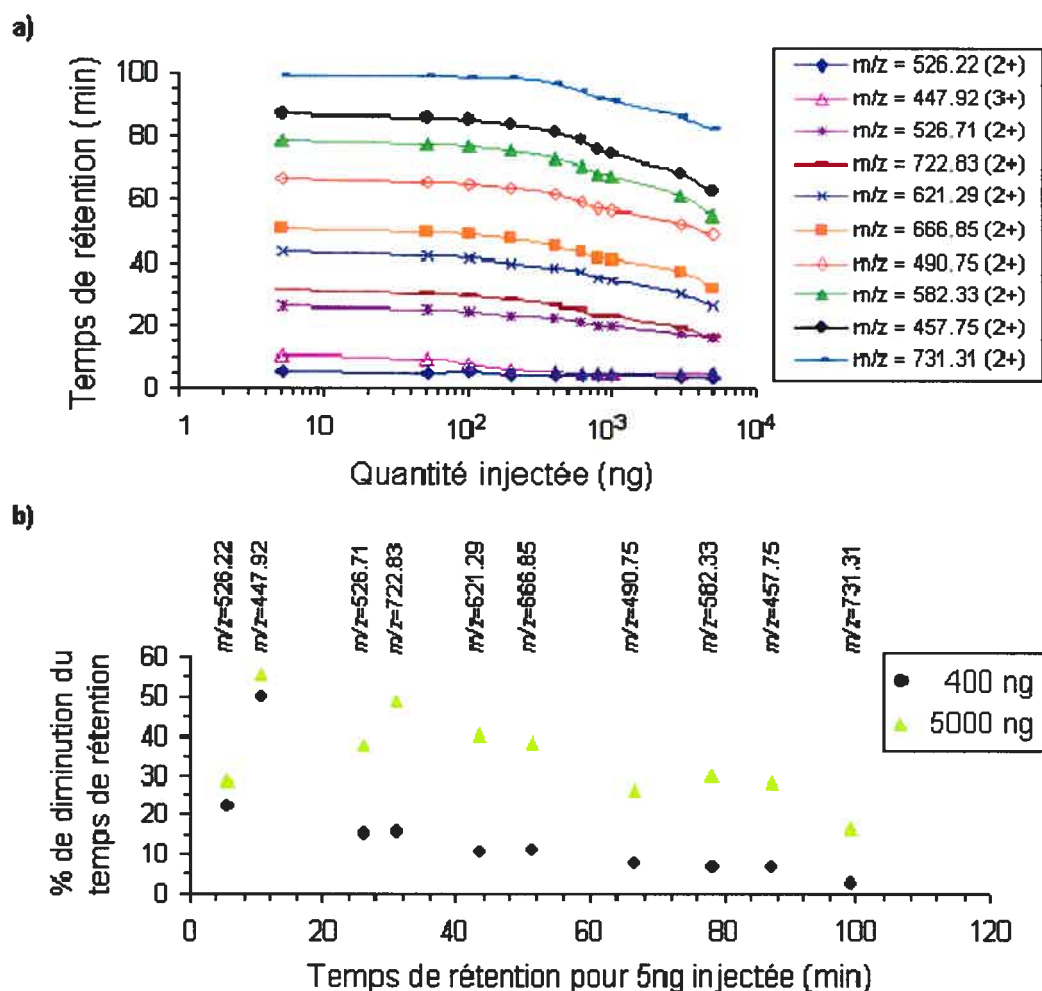 a)
Temps de rétention (min)
100
80
60
40
20
0
1
10
10²
10³
10⁴
Quantité injectée (ng)
m/z = 526.22 (2+)
m/z = 447.92 (3+)
m/z = 526.71 (2+)
m/z = 722.83 (2+)
m/z = 621.29 (2+)
m/z = 666.85 (2+)
m/z = 490.75 (2+)
m/z = 582.33 (2+)
m/z = 457.75 (2+)
m/z = 731.31 (2+)
b)
m/z=526.22
m/z=447.92
m/z=526.71
m/z=722.83
m/z=621.29
m/z=666.85
m/z=490.75
m/z=582.33
m/z=457.75
m/z=731.31
% de diminution du
temps de rétention
60
50
40
30
20
10
0
0
20
40
60
80
100
120
Temps de rétention pour 5ng injectée (min)
400 ng
5000 ng